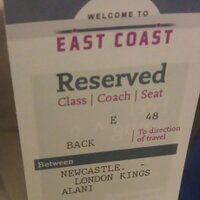 WELCOME TO
EAST COAST
Reserved
Class | Coach | Seat
E 48
BACK To direction of travel
Between
NEWCASTLE. -
LONDON KINGS
ALANI